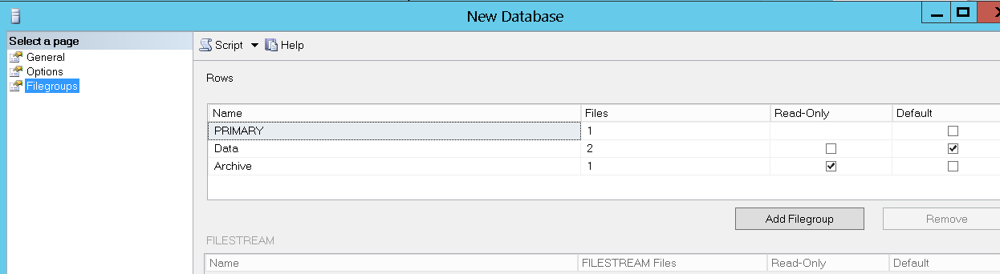 New Database
Select a page
General
Options
Filegroups
Script Help
Rows
Name Files Read-Only Default
PRIMARY 1
Data 2
Archive 1
Add Filegroup Remove
FILESTREAM
Name FILESTREAM Files Read-Only Default